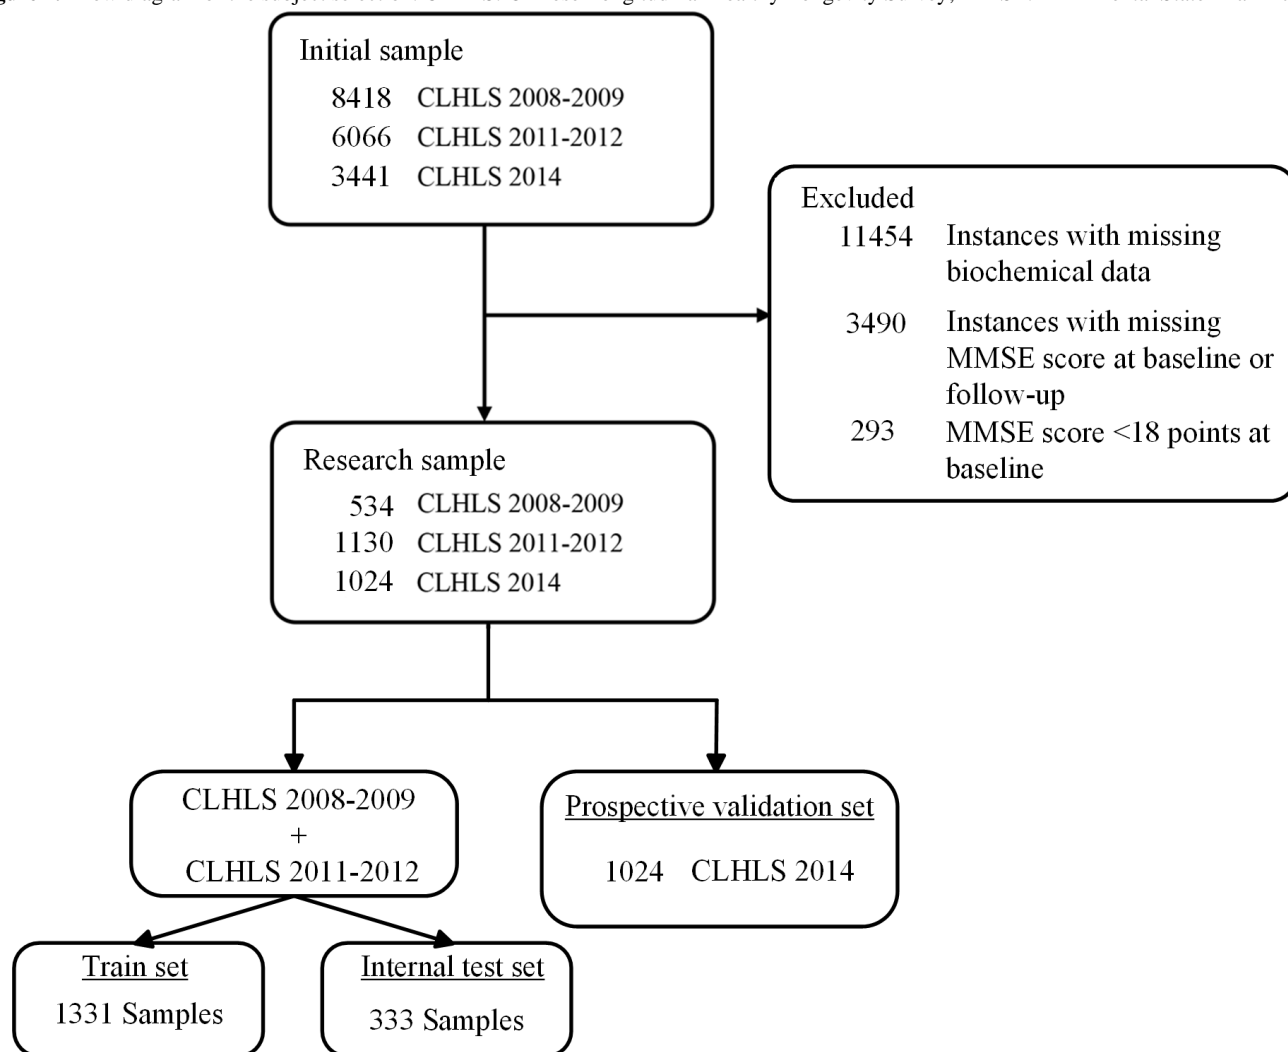 Initial sample
8418 CLHLS 2008-2009
6066 CLHLS 2011-2012
3441 CLHLS 2014
Excluded
11454 Instances with missing
biochemical data
3490 Instances with missing
MMSE score at baseline or
follow-up
293 MMSE score <18 points at
baseline
Research sample
534 CLHLS 2008-2009
1130 CLHLS 2011-2012
1024 CLHLS 2014
CLHLS 2008-2009
+
CLHLS 2011-2012
Prospective validation set
1024 CLHLS 2014
Train set
1331 Samples
Internal test set
333 Samples